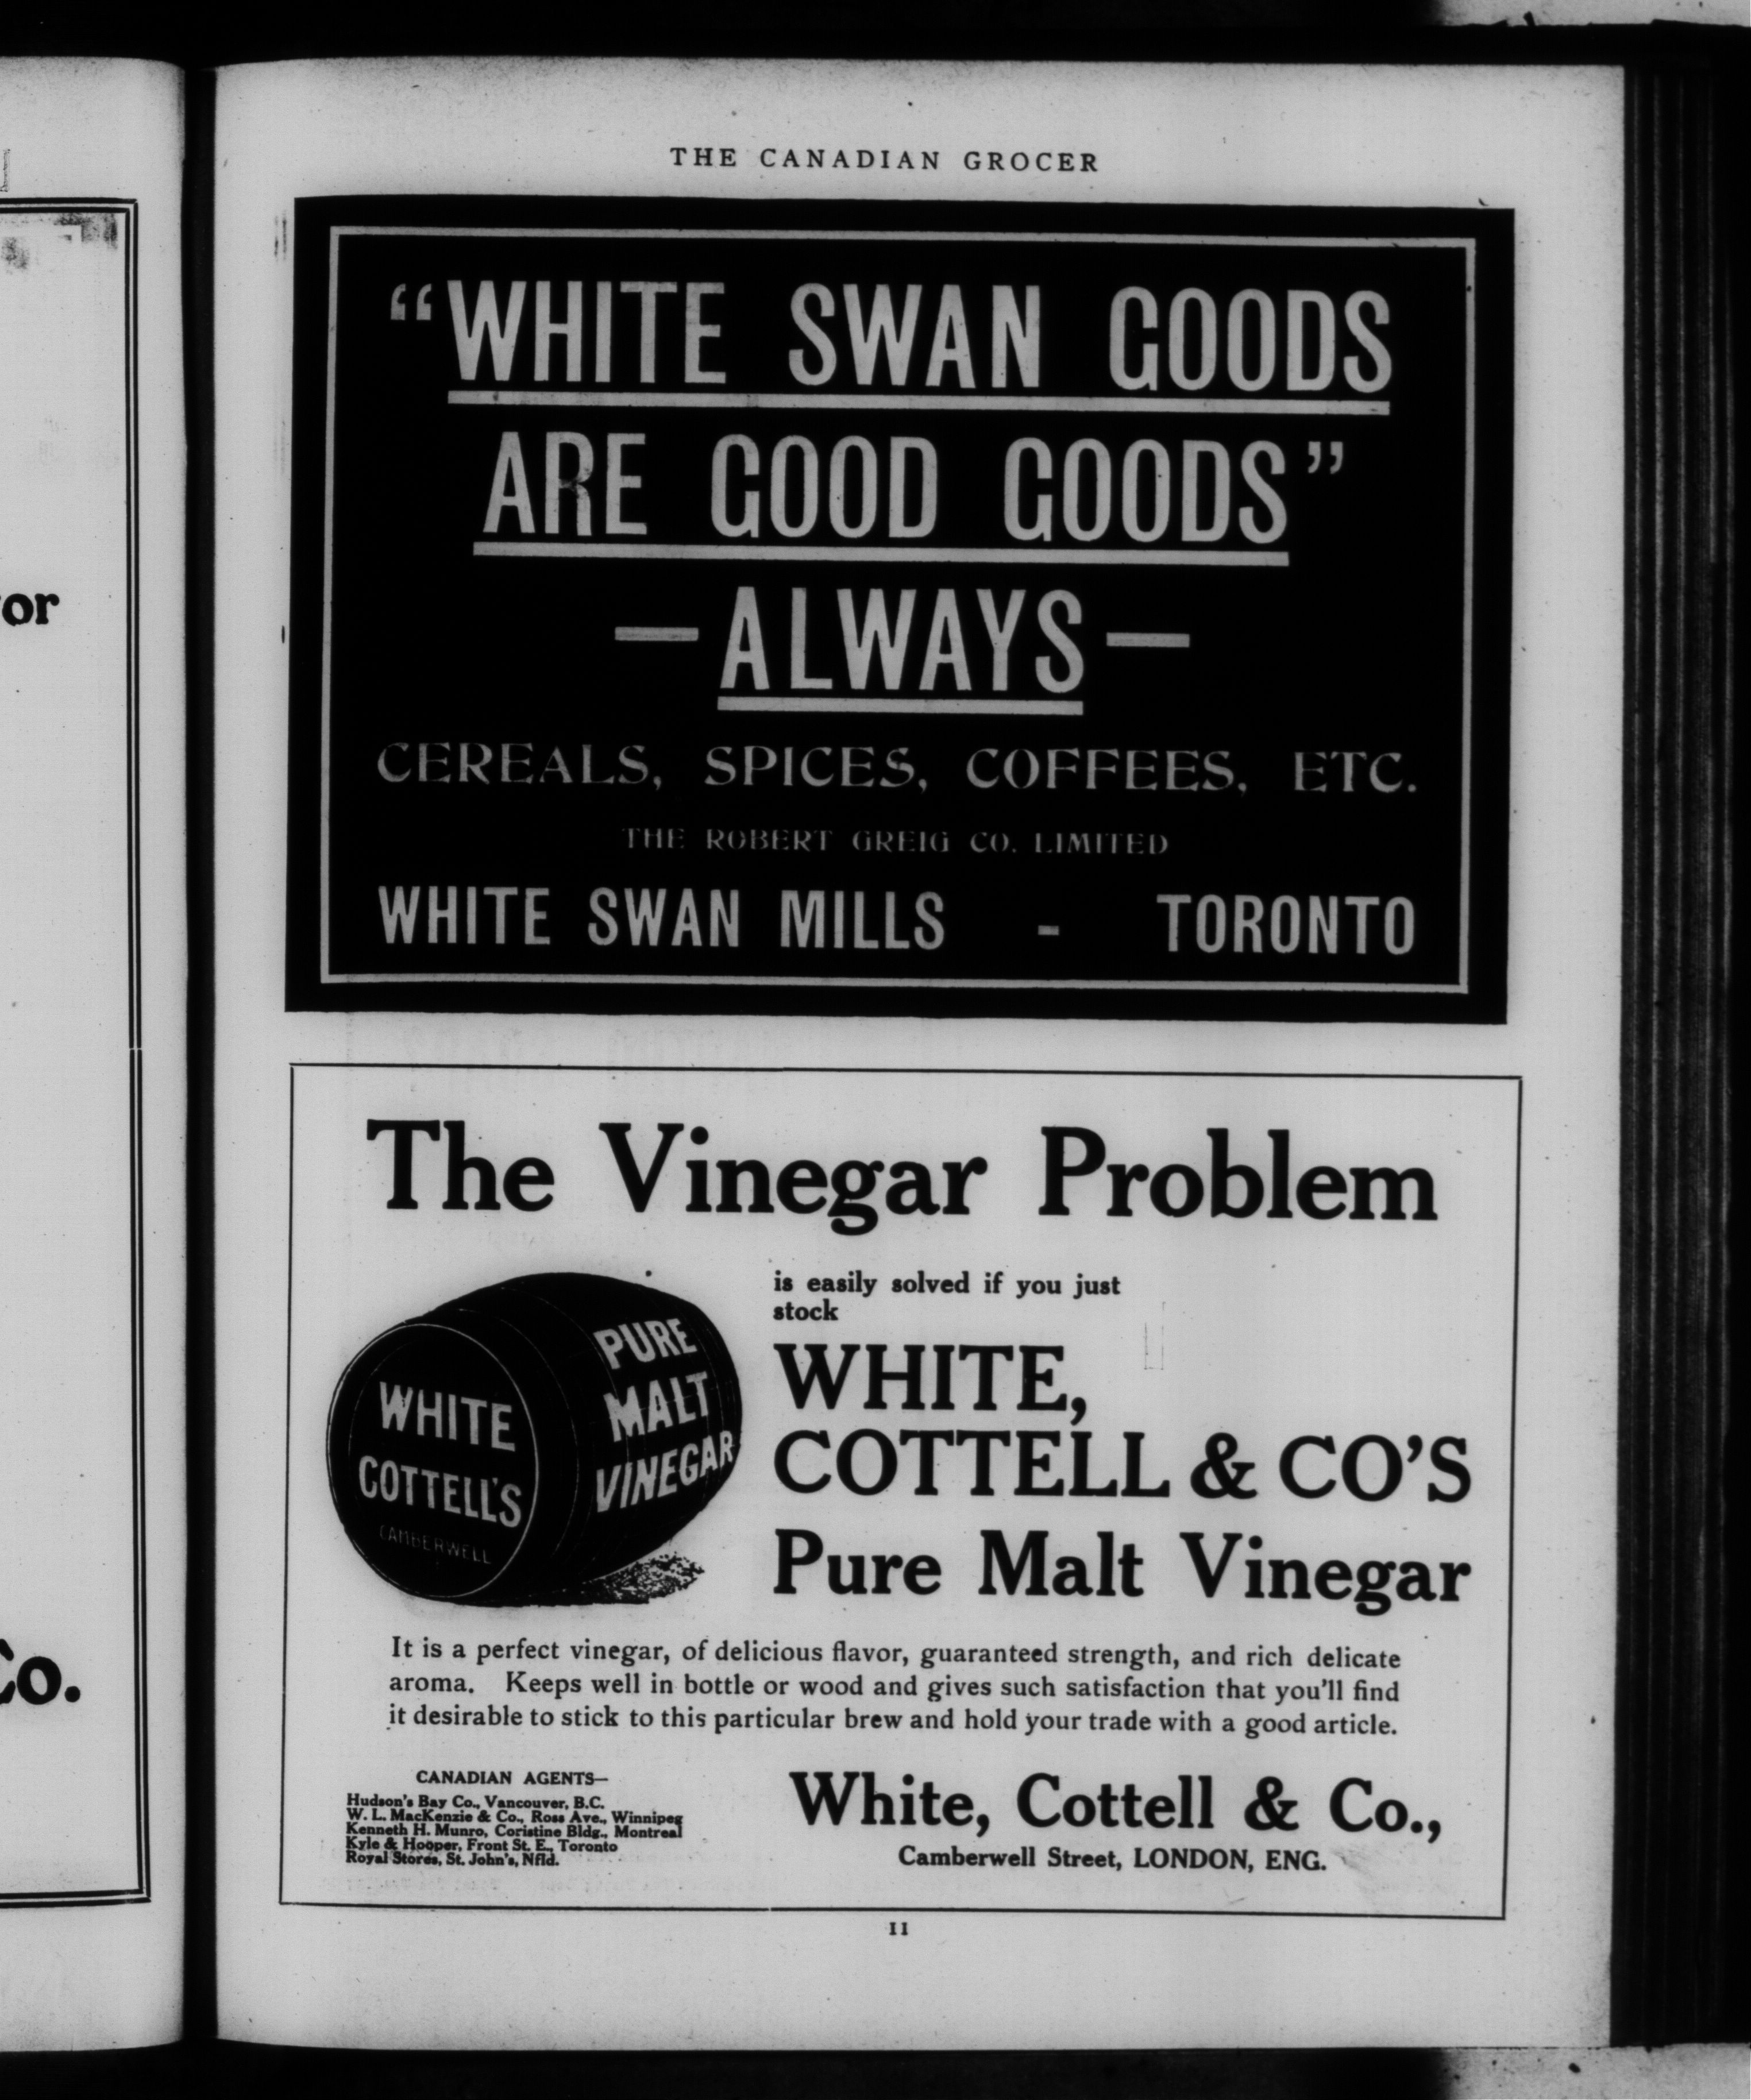 THE CANADIAN GROCER
“WHITE SWAN GOODS
ARE GOOD GOODS”
— ALWAYS —
CEREALS, SPICES, COFFEES, ETC.
THE ROBERT GREIG CO. LIMITED
WHITE SWAN MILLS - TORONTO
The Vinegar Problem
WHITE
COTTELL'S
CAMBERWELL
PURE
MALT
VINEGAR
is easily solved if you just
stock
WHITE,
COTTELL & CO'S
Pure Malt Vinegar
It is a perfect vinegar, of delicious flavor, guaranteed strength, and rich delicate
aroma. Keeps well in bottle or wood and gives such satisfaction that you'll find
it desirable to stick to this particular brew and hold your trade with a good article.
CANADIAN AGENTS—
Hudson's Bay Co., Vancouver, B.C.
W. L. MacKenzie & Co., Ross Ave., Winnipeg
Kenneth H. Munro, Coristine Bldg., Montreal
Kyle & Hooper, Front St. E., Toronto
Royal Stores, St. John's, Nfld.
White, Cottell & Co.,
Camberwell Street, LONDON, ENG.
11
or
Co.